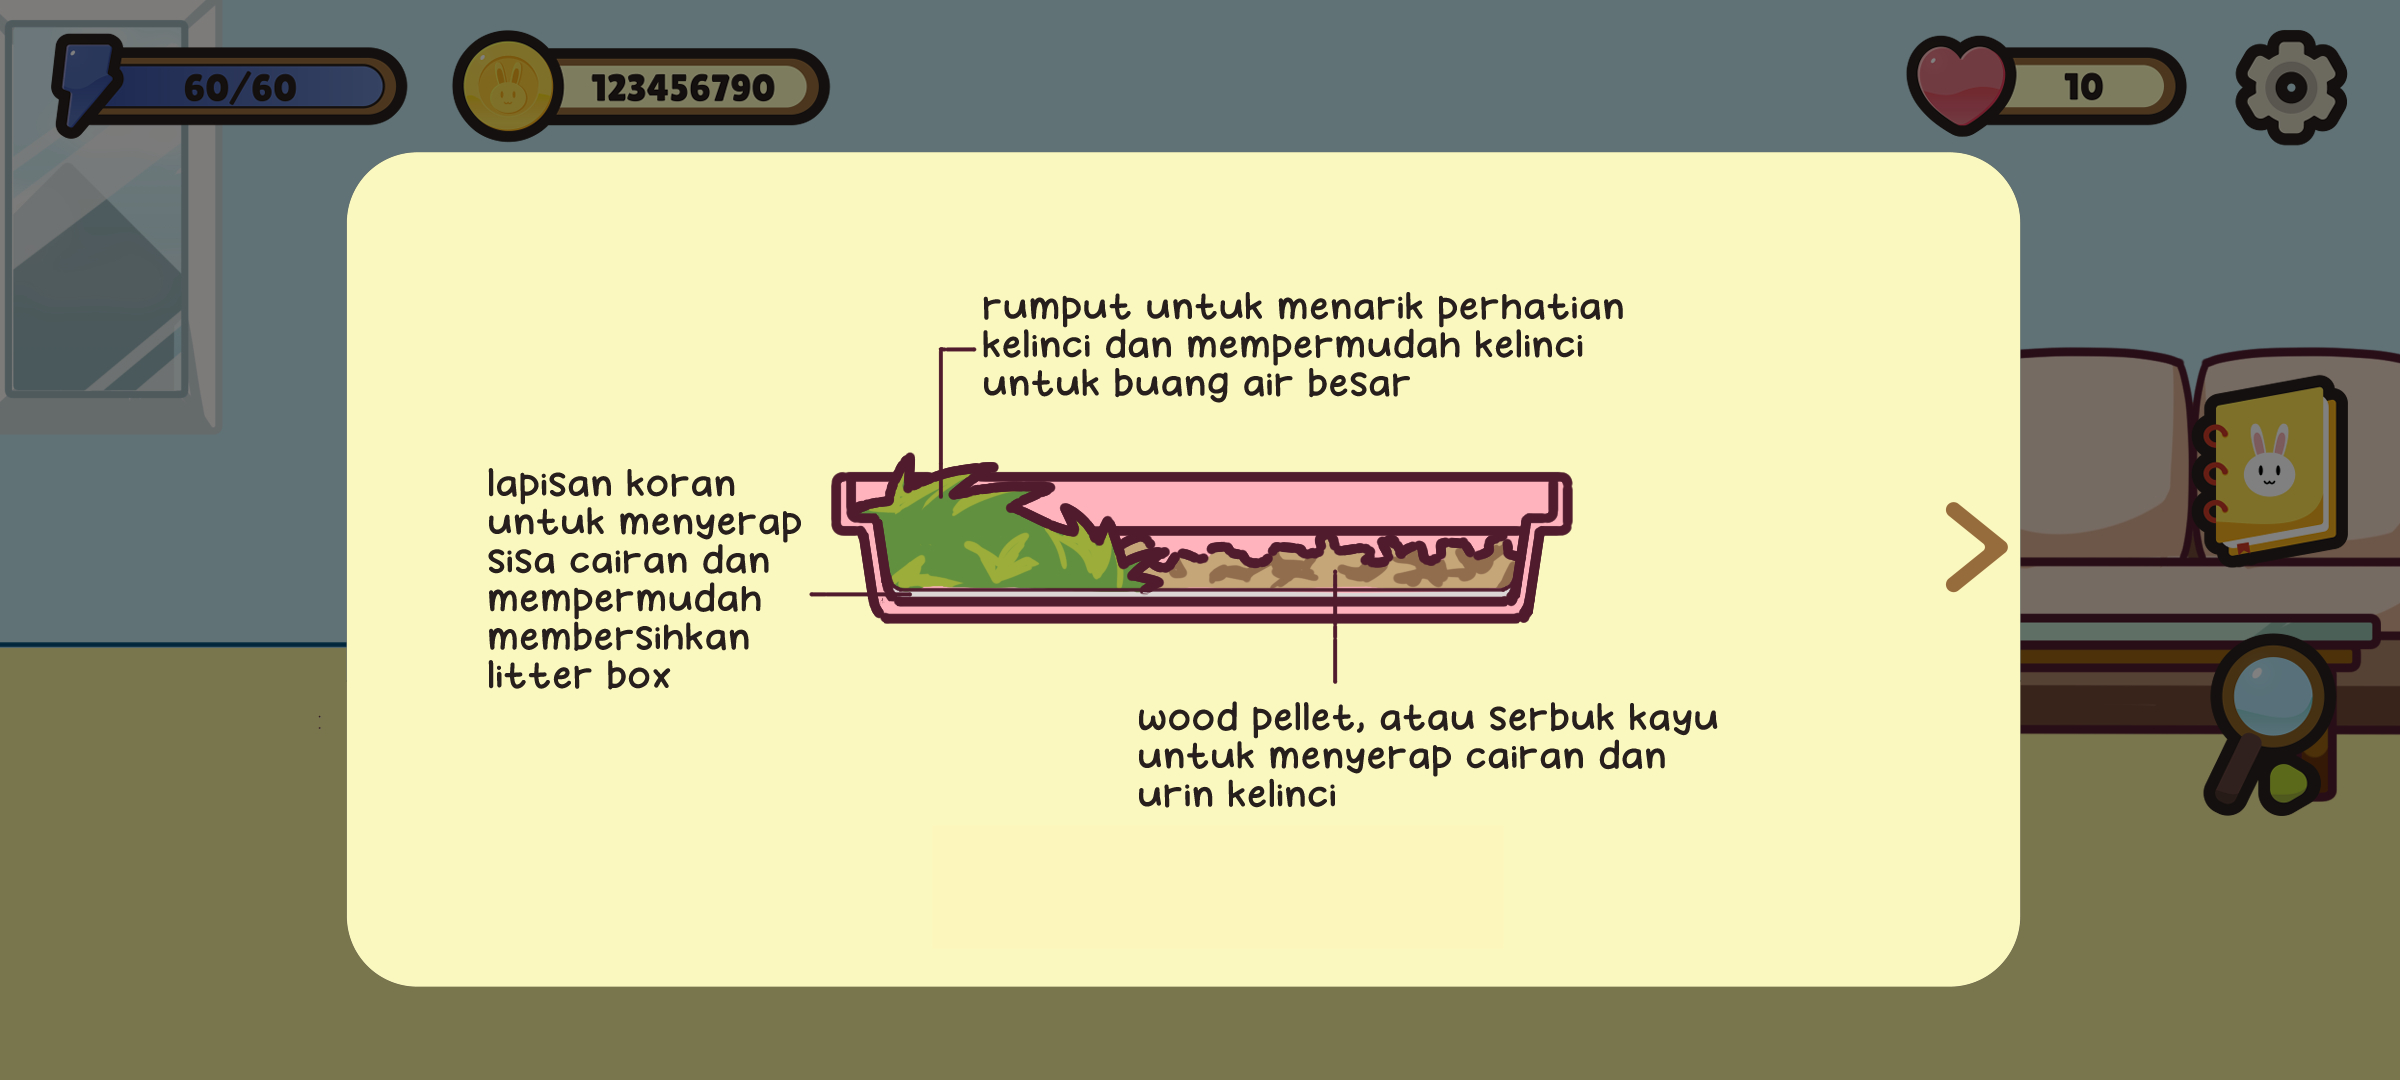 60/60
123456790
10
rumput untuk menarik perhatian
kelinci dan mempermudah kelinci
untuk buang air besar
lapisan koran
untuk menyerap
sisa cairan dan
mempermudah
membersihkan
litter box
wood pellet, atau serbuk kayu
untuk menyerap cairan dan
urin kelinci